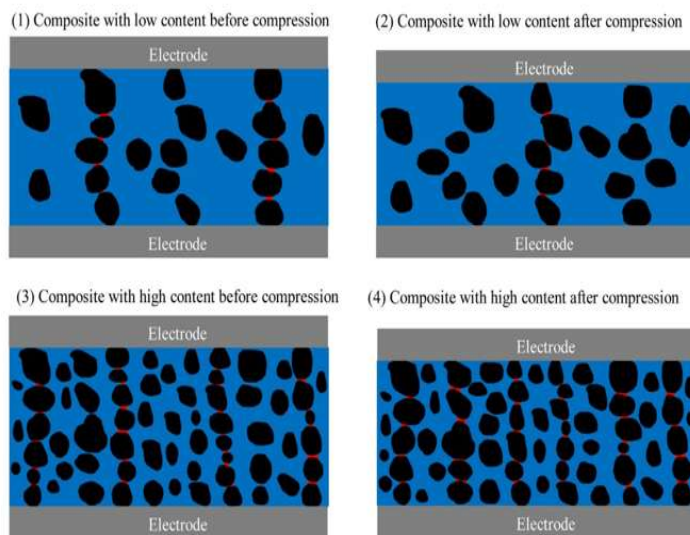 (1) Composite with low content before compression
Electrode
Electrode
(2) Composite with low content after compression
Electrode
Electrode
(3) Composite with high content before compression
Electrode
Electrode
(4) Composite with high content after compression
Electrode
Electrode